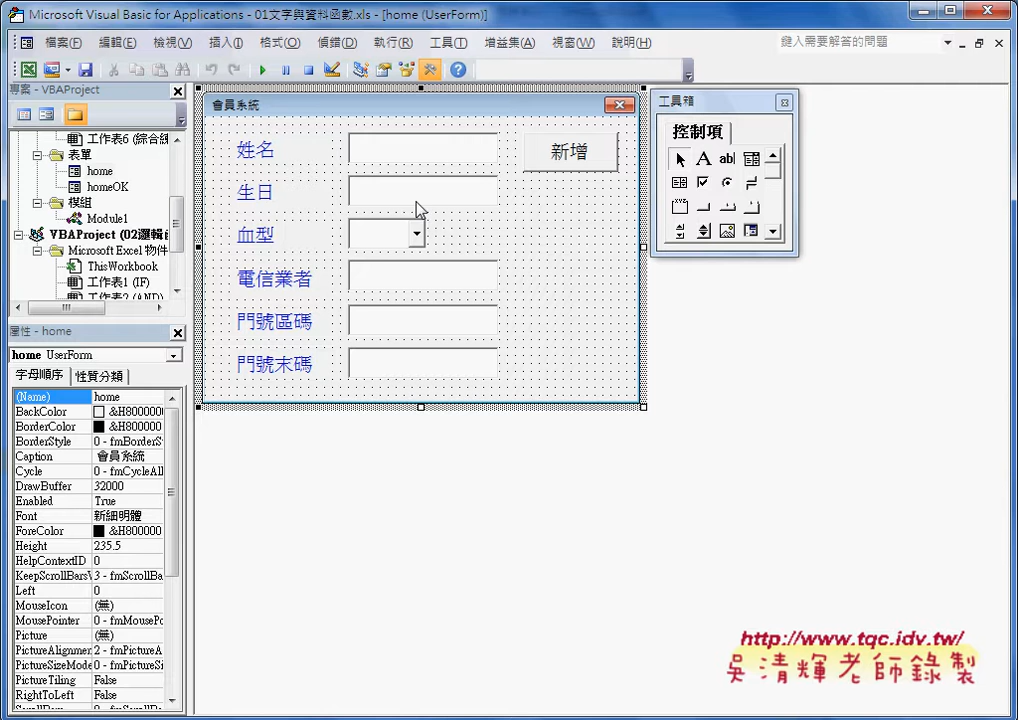 Microsoft Visual Basic for Applications - 01文字與資料函數.xls - [home (UserForm)]
檔案(F) 編輯(E) 檢視(V) 插入(I) 格式(O) 偵錯(D) 執行(R) 工具(T) 增益集(A) 視窗(W) 說明(H) 鍵入需要解答的問題
專案 - VBAProject
工作表6 (綜合練
表單
home
homeOK
模組
Module1
VBAProject (02邏輯
Microsoft Excel 物件
ThisWorkbook
工作表1 (IF)
工作表2 (AND)
屬性 - home
home UserForm
字母順序 性質分類
(Name) home
BackColor &H800000
BorderColor &H800000
BorderStyle 0 - fmBorderS
Caption 會員系統
Cycle 0 - fmCycleAll
DrawBuffer 32000
Enabled True
Font 新細明體
ForeColor &H800000
Height 235.5
HelpContextID 0
KeepScrollBarsV 3 - fmScrollBa
Left 0
MouseIcon (無)
MousePointer 0 - fmMousePo
Picture (無)
PictureAlignmen 2 - fmPictureA
PictureSizeMode 0 - fmPictureSi
PictureTiling False
RightToLeft False
會員系統
姓名
新增
生日
血型
電信業者
門號區碼
門號末碼
工具箱
控制項
A ab|
http://www.tqc.idv.tw/
吳清輝老師錄製